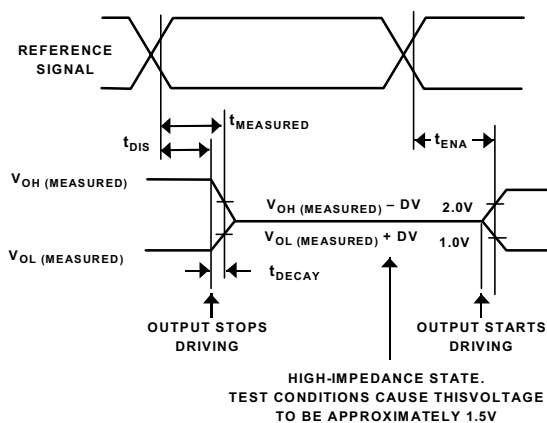 REFERENCE
SIGNAL
tMEASURED
tDIS
tENA
VOH (MEASURED)
VOH (MEASURED) – DV
2.0V
VOL (MEASURED)
VOL (MEASURED) + DV
1.0V
tDECAY
OUTPUT STOPS
DRIVING
OUTPUT STARTS
DRIVING
HIGH-IMPEDANCE STATE.
TEST CONDITIONS CAUSE THISVOLTAGE
TO BE APPROXIMATELY 1.5V